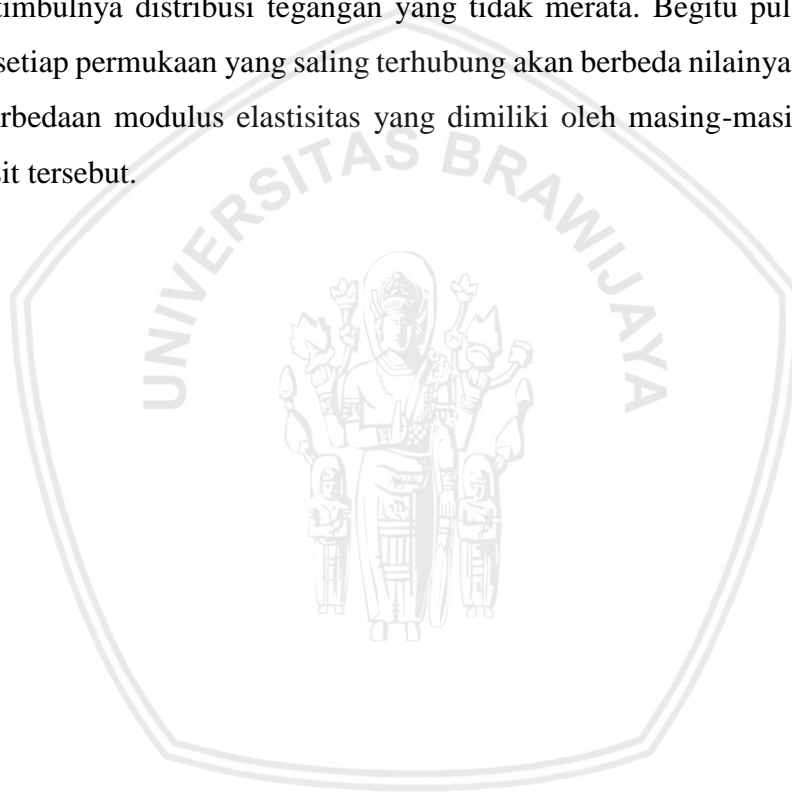 timbulnya distribusi tegangan yang tidak merata. Begitu pul
setiap permukaan yang saling terhubung akan berbeda nilainya
rbedaan modulus elastisitas yang dimiliki oleh masing-masi
sit tersebut.
UNIVERSITAS BRAWIJAYA